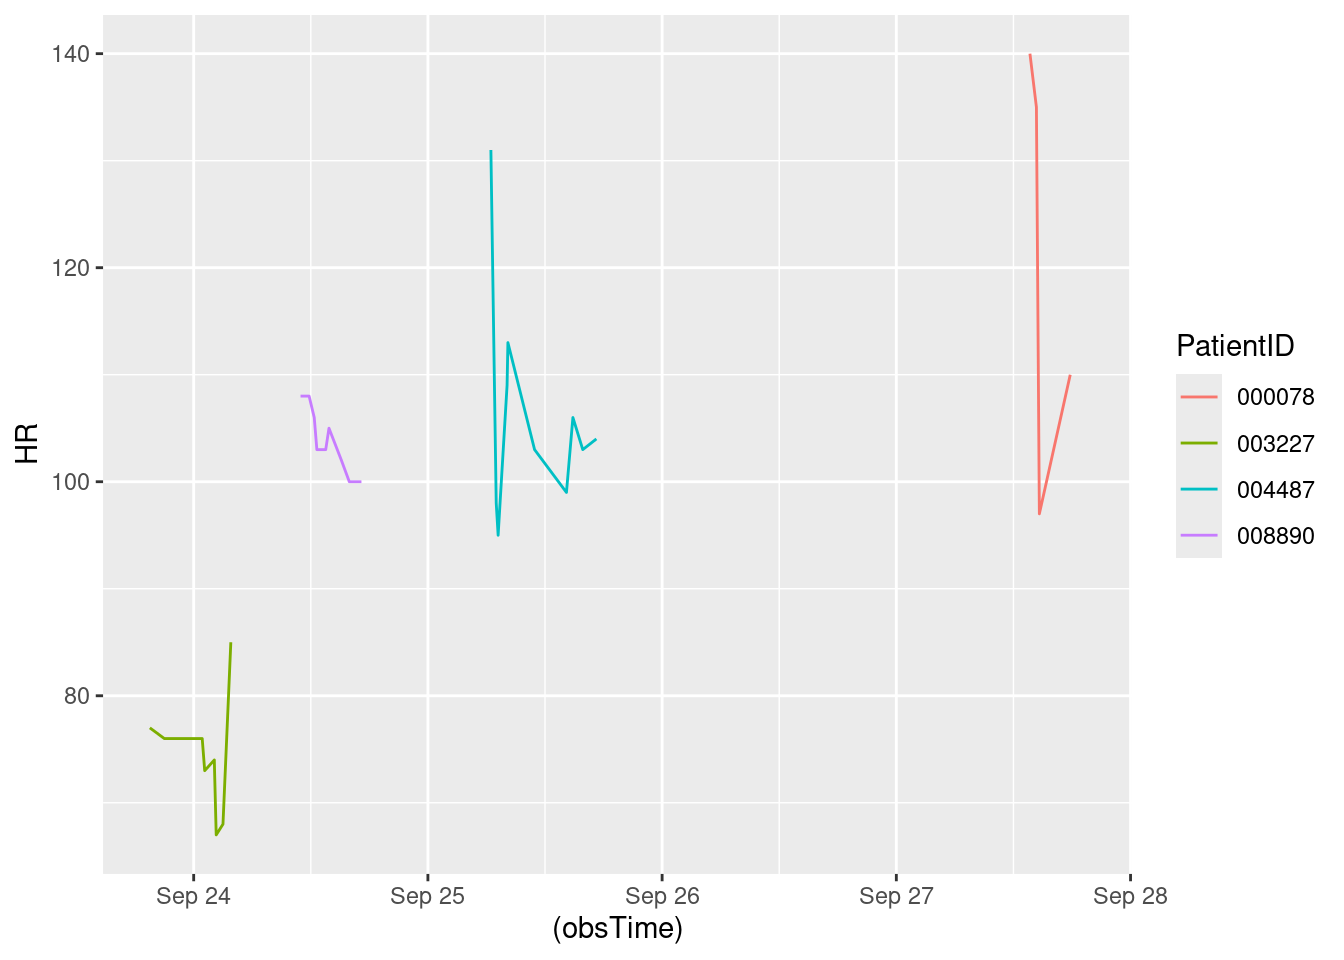 HR
140
120
100
80
Sep 24
Sep 25
Sep 26
Sep 27
Sep 28
(obsTime)
PatientID
000078
003227
004487
008890